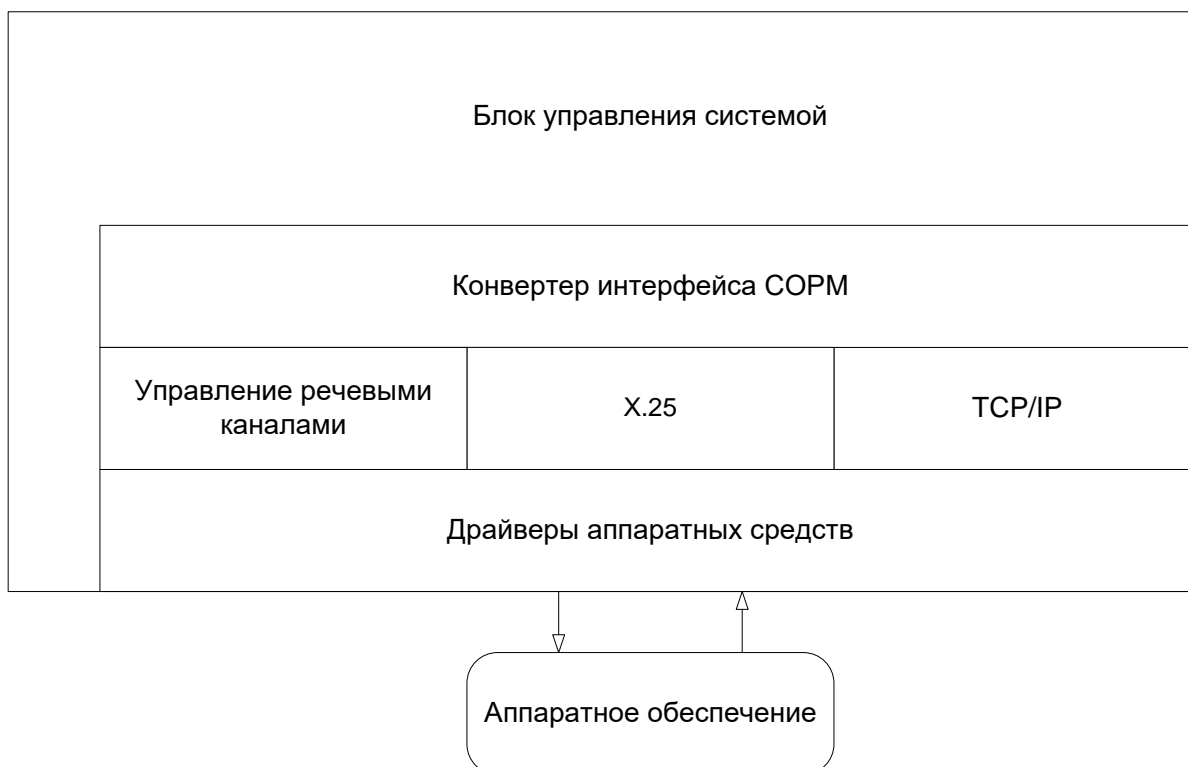 Блок управления системой
Конвертер интерфейса СОРМ
Управление речевыми
каналами
X.25
TCP/IP
Драйверы аппаратных средств
Аппаратное обеспечение